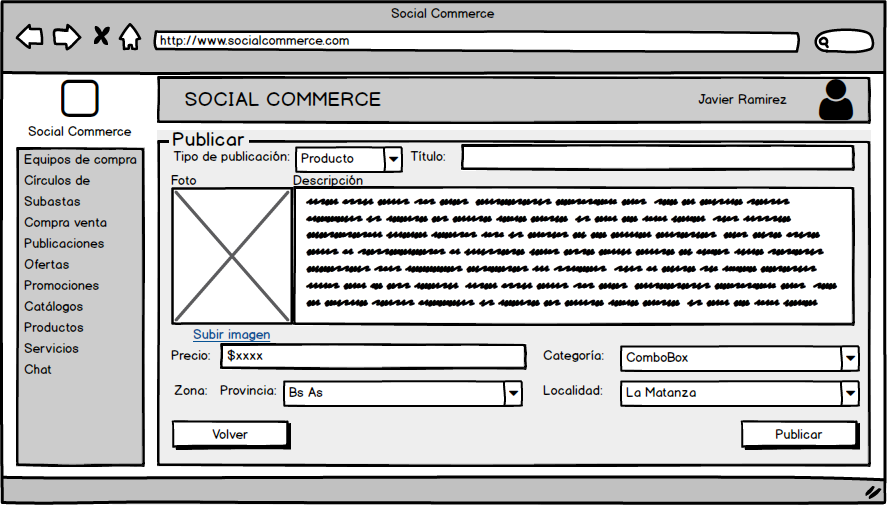 Social Commerce
http://www.socialcommerce.com
Social Commerce
SOCIAL COMMERCE
Javier Ramirez
Equipos de compra
Círculos de
Subastas
Compra venta
Publicaciones
Ofertas
Promociones
Catálogos
Productos
Servicios
Chat
Publicar
Tipo de publicación: Producto Título:
Foto Descripción
Subir imagen
Precio: $xxxx Categoría: ComboBox
Zona: Provincia: Bs As Localidad: La Matanza
Volver Publicar